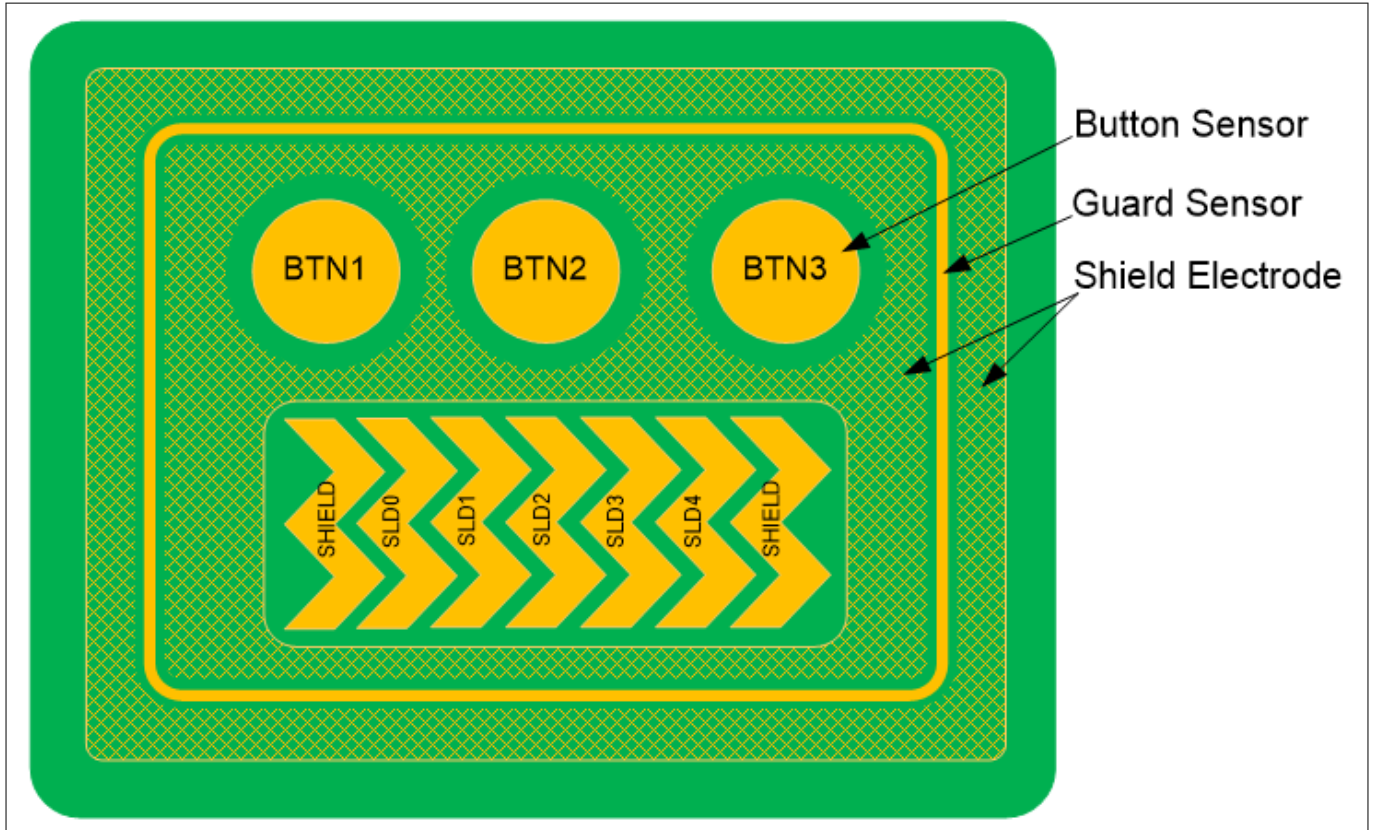 Button Sensor
Guard Sensor
Shield Electrode
BTN1
BTN2
BTN3
SHIELD
SLD0
SLD1
SLD2
SLD3
SLD4
SHIELD